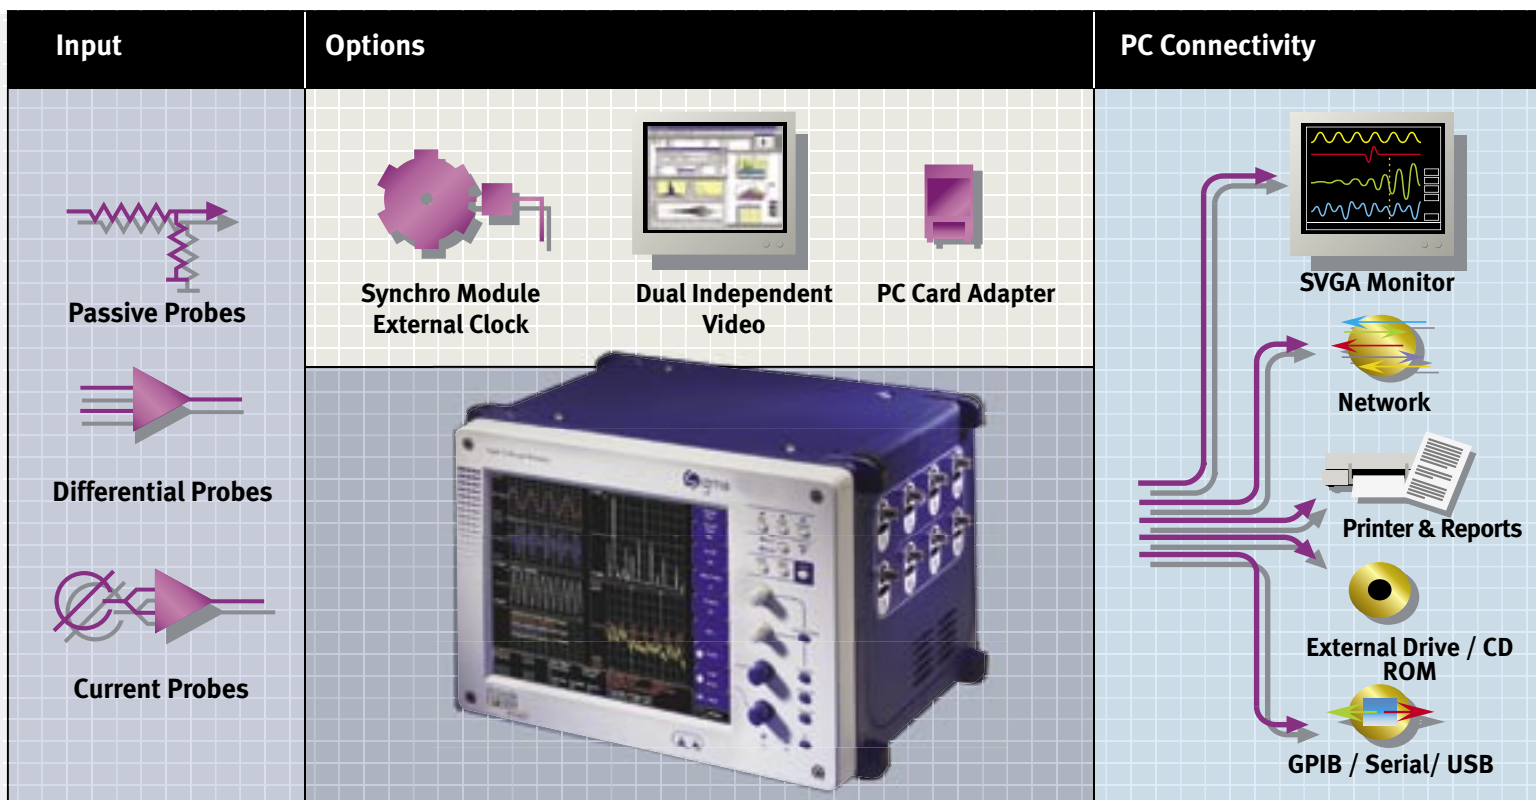 Input
Options
PC Connectivity
Passive Probes
Differential Probes
Current Probes
Synchro Module
External Clock
Dual Independent
Video
PC Card Adapter
SVGA Monitor
Network
Printer & Reports
External Drive / CD
ROM
GPIB / Serial/ USB